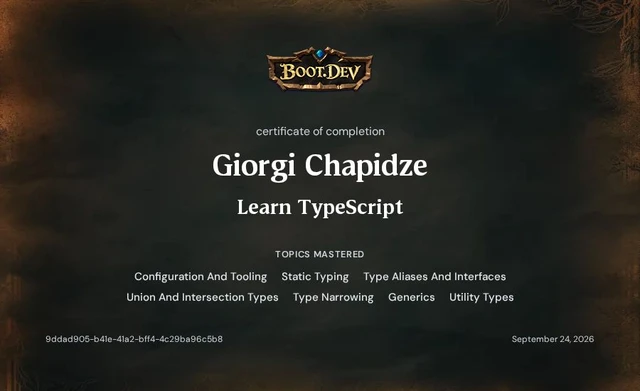 BOOT.DEV
certificate of completion
Giorgi Chapidze
Learn TypeScript
TOPICS MASTERED
Configuration And Tooling Static Typing Type Aliases And Interfaces
Union And Intersection Types Type Narrowing Generics Utility Types
9ddad905-b41e-41a2-bff4-4c29ba96c5b8 September 24, 2026